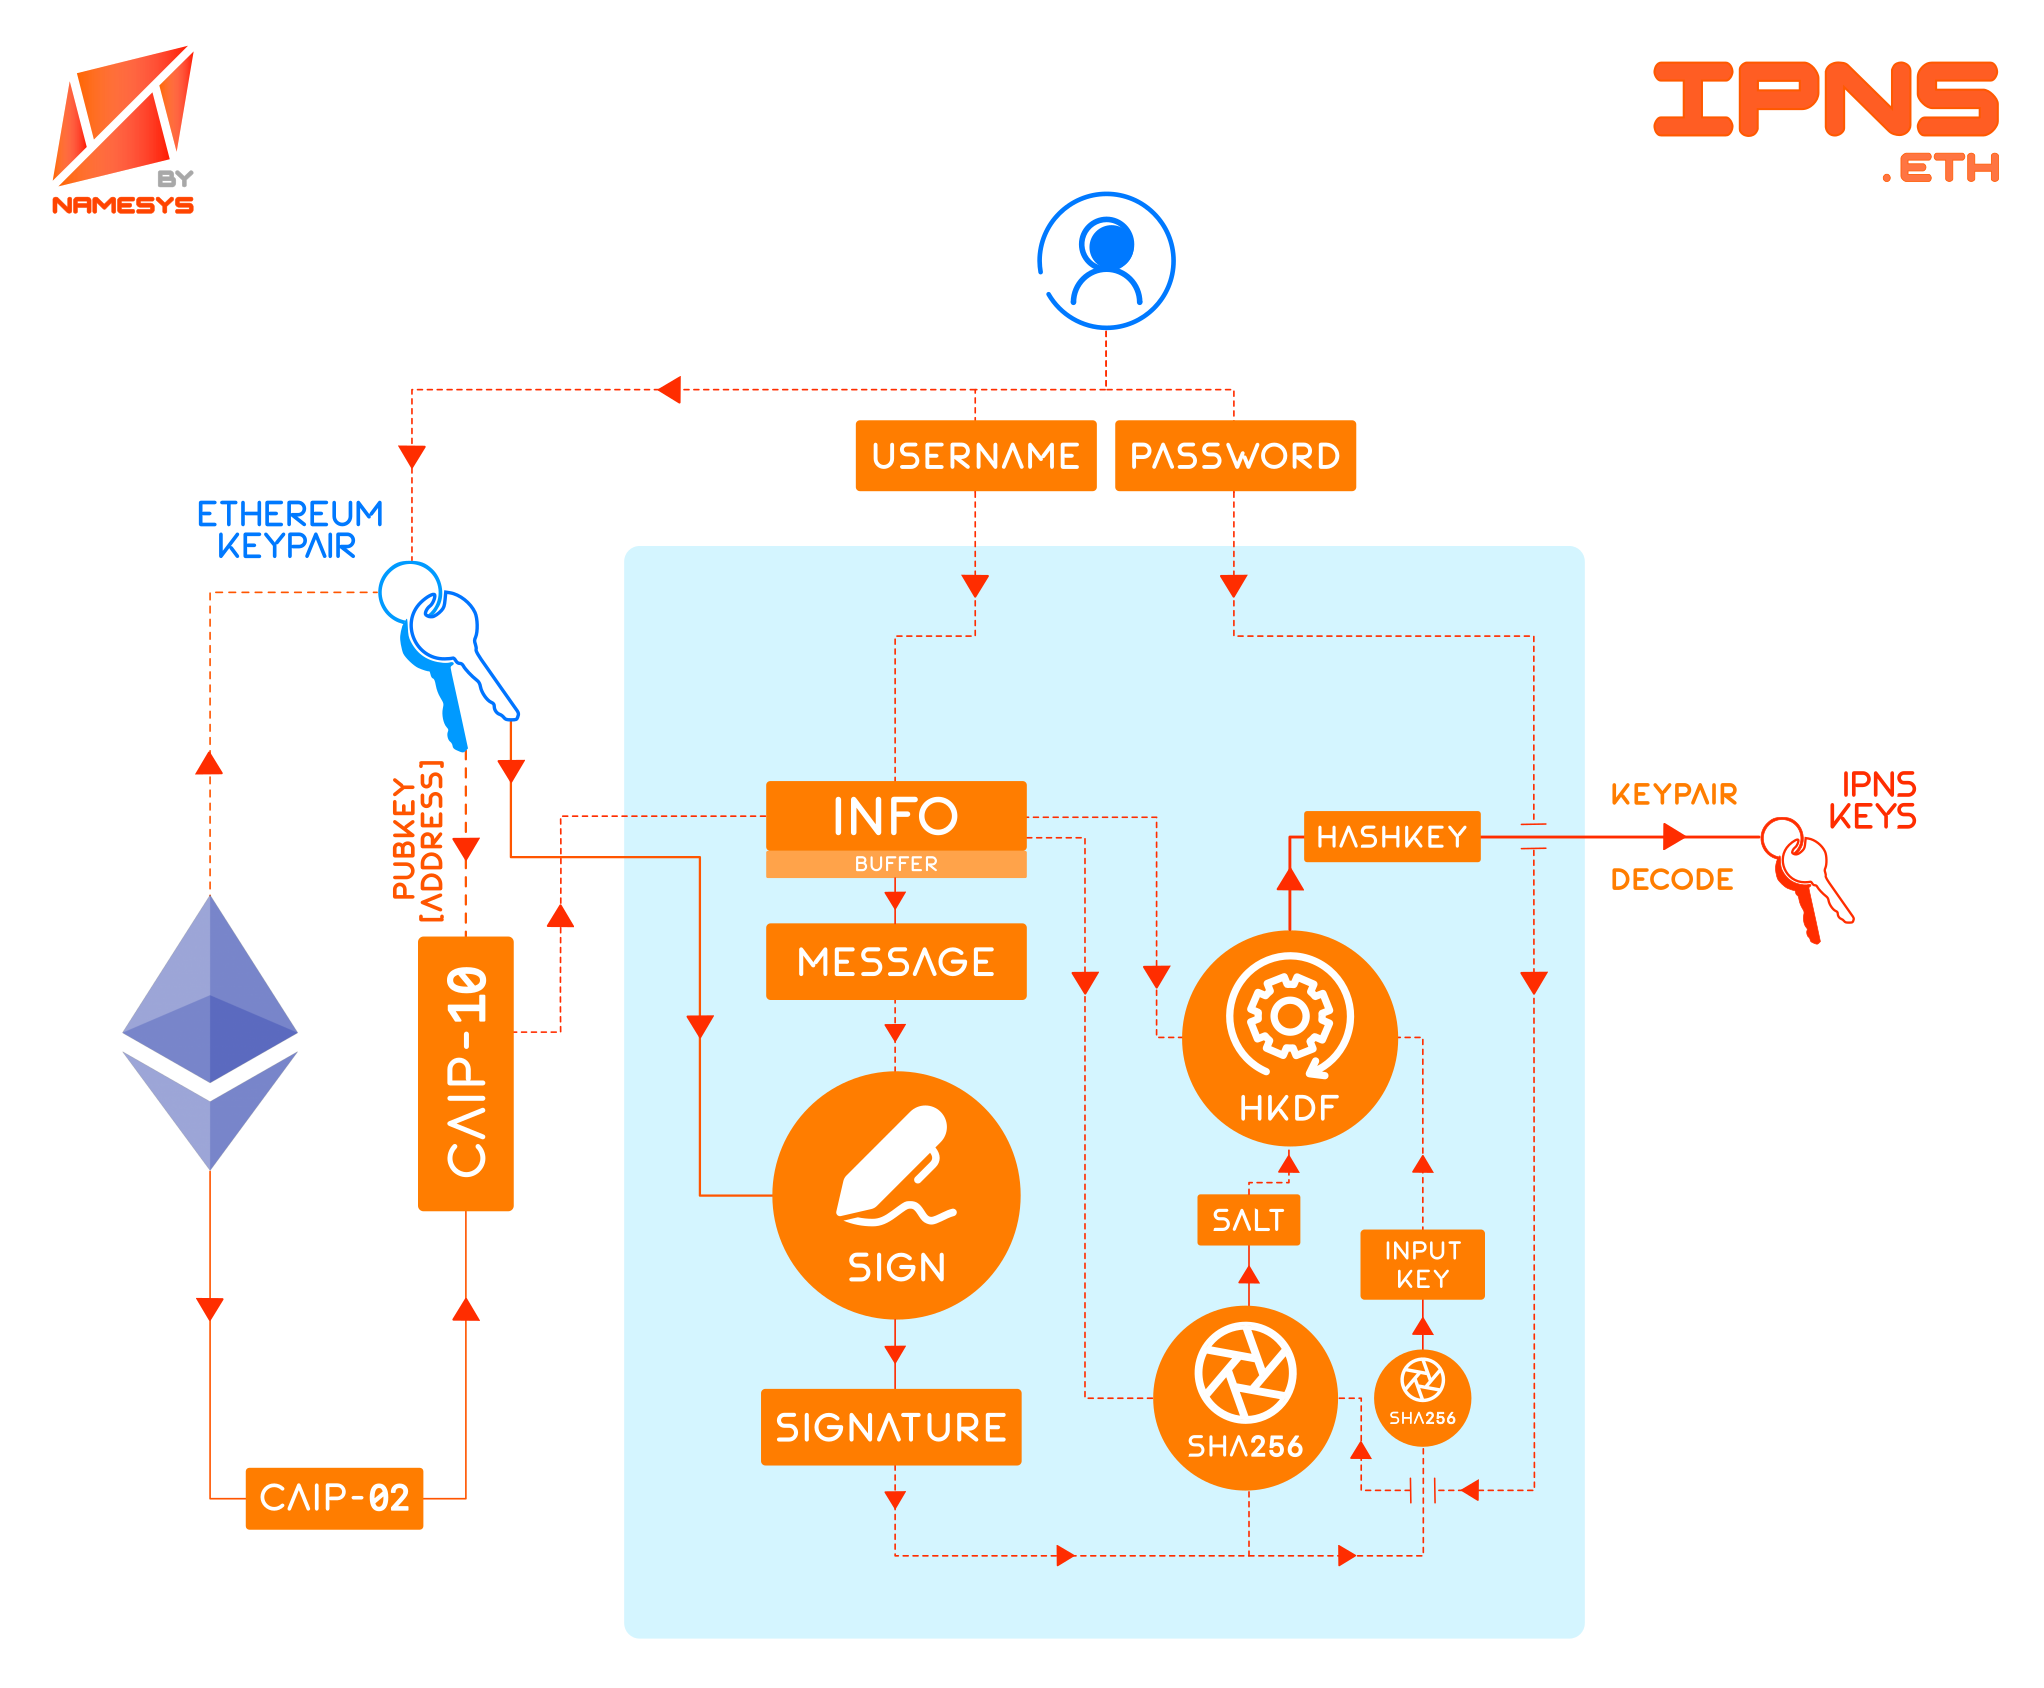 BY
NAMESYS
IPNS
.ETH
USERNAME
PASSWORD
ETHEREUM
KEYPAIR
PUBKEY
[ADDRESS]
INFO
BUFFER
KEYPAIR
IPNS
KEYS
HASHKEY
DECODE
MESSAGE
CAIP-10
HKDF
SALT
INPUT
KEY
SIGN
SHA256
SHA256
SIGNATURE
CAIP-02